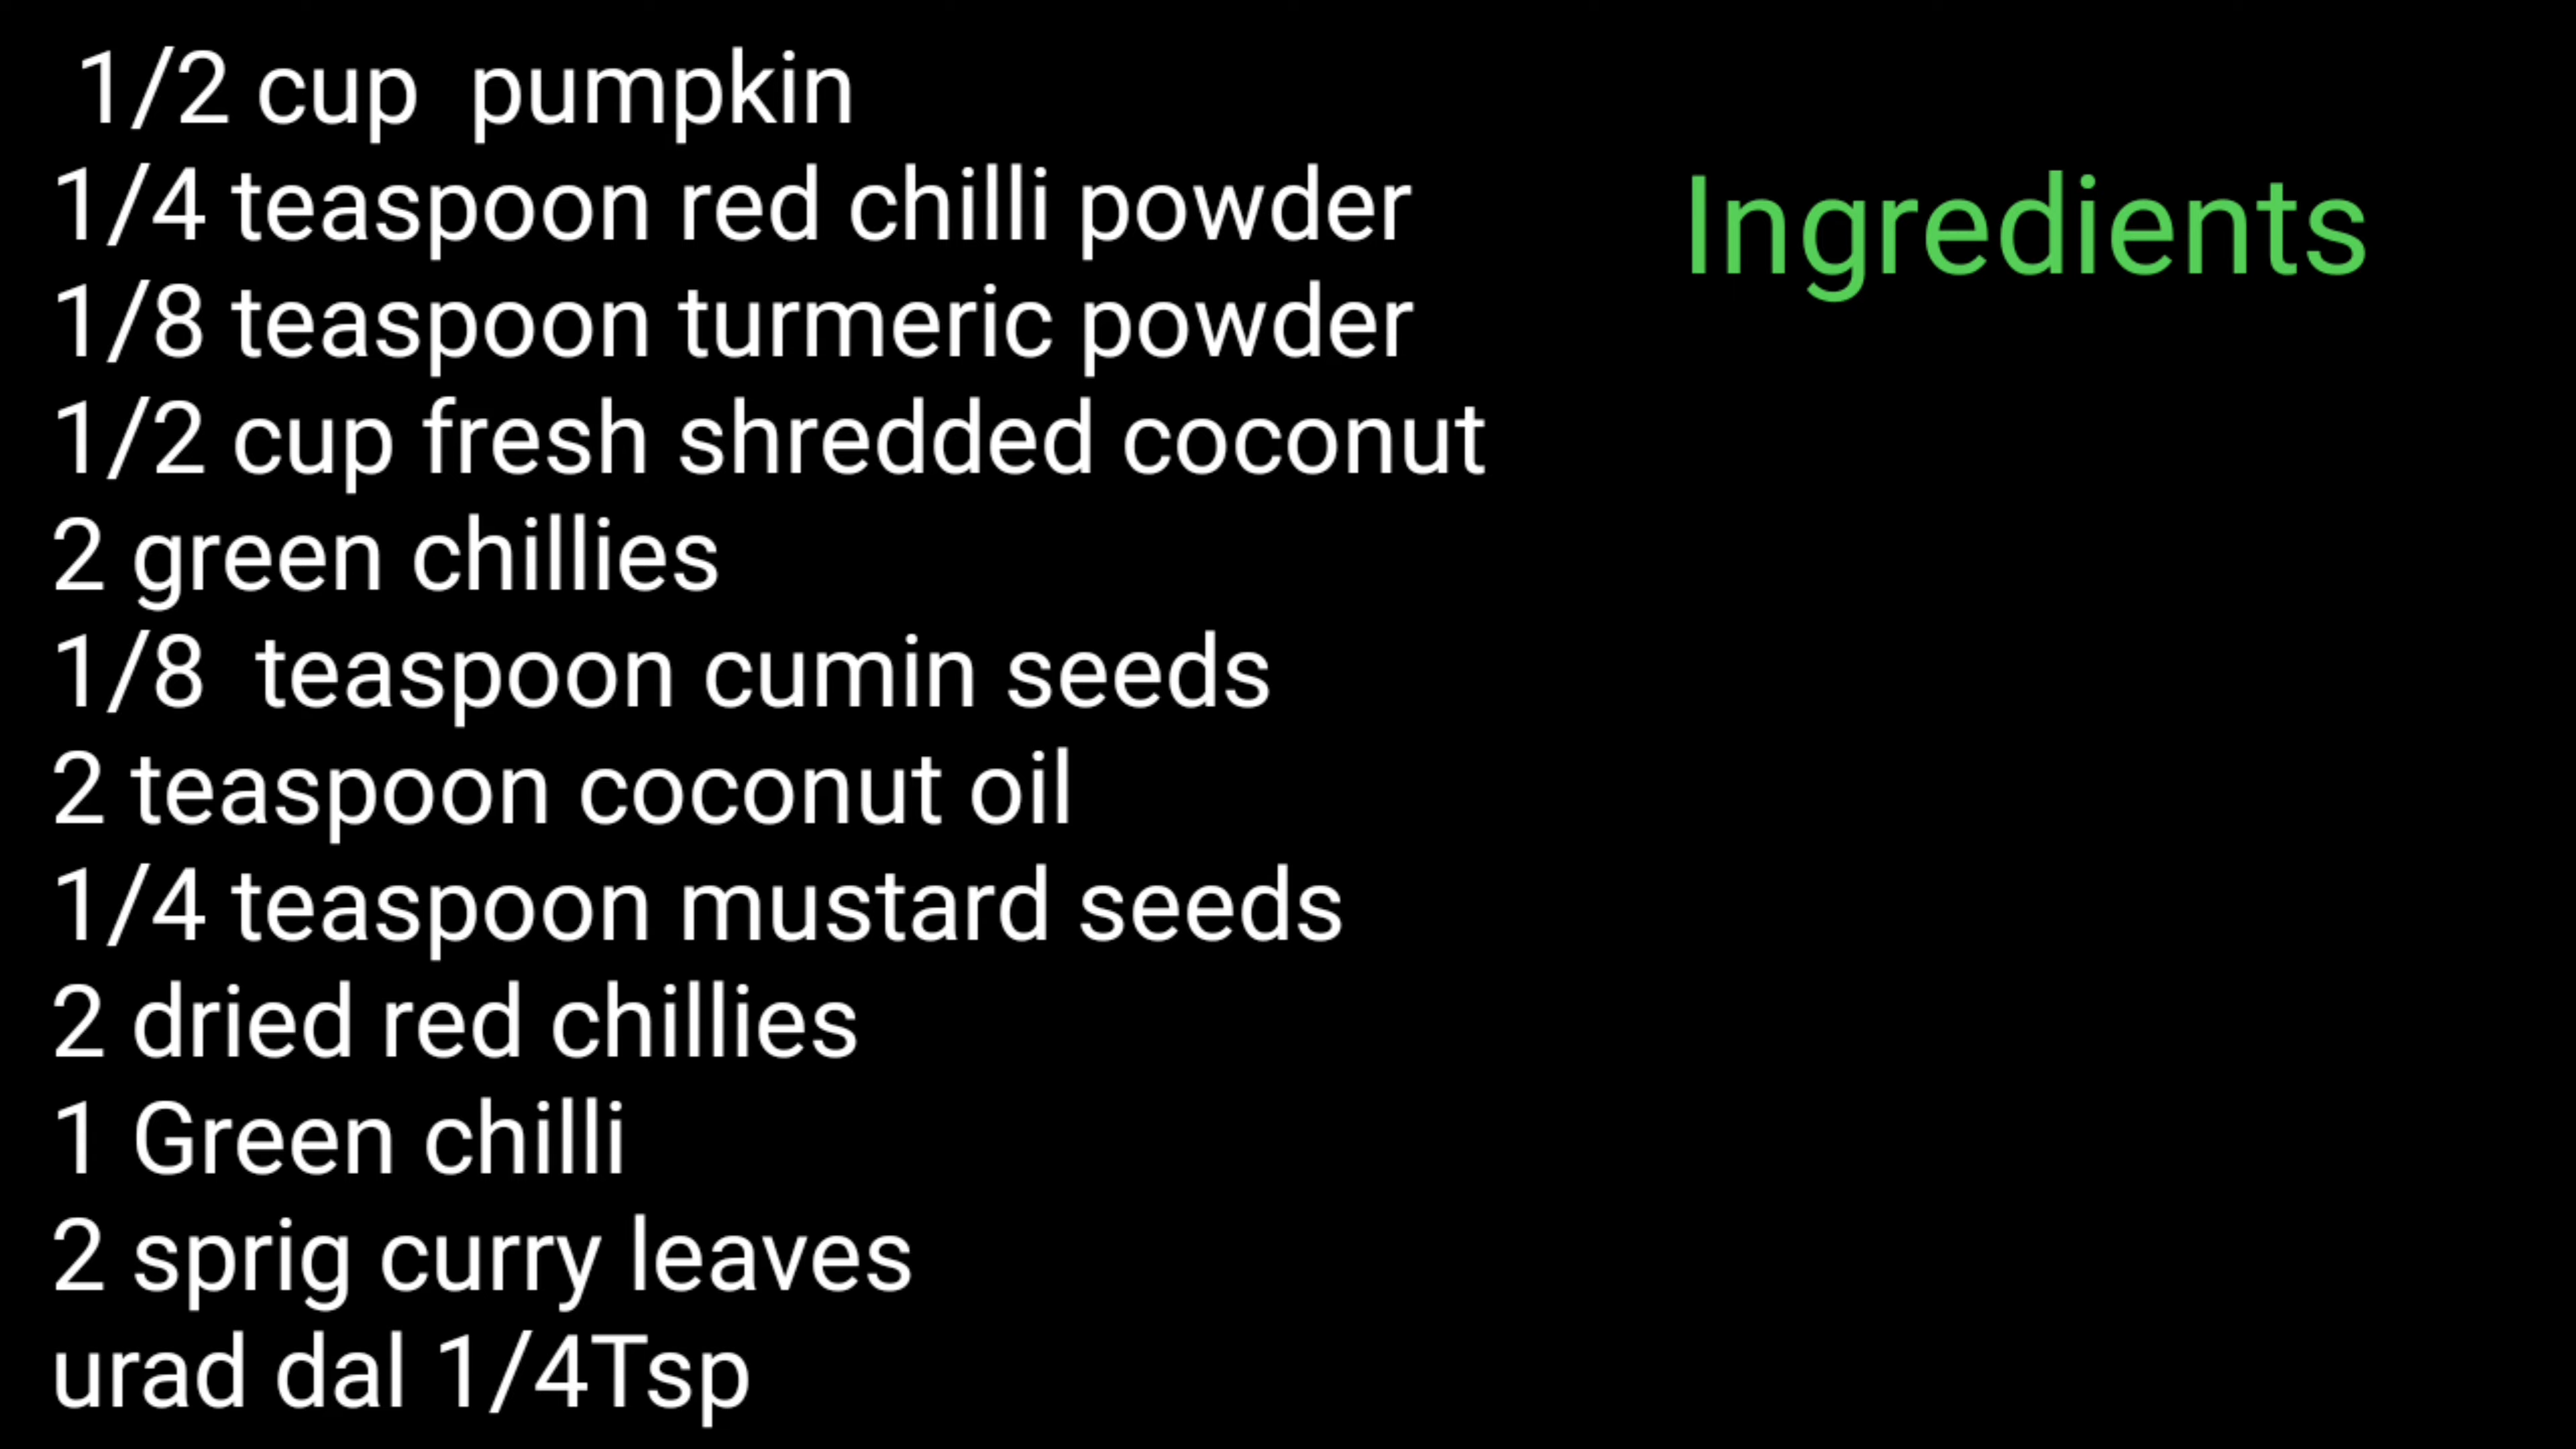 1/2 cup  pumpkin
1/4 teaspoon red chilli powder
1/8 teaspoon turmeric powder
1/2 cup fresh shredded coconut
2 green chillies
1/8  teaspoon cumin seeds
2 teaspoon coconut oil
1/4 teaspoon mustard seeds
2 dried red chillies
1 Green chilli
2 sprig curry leaves
urad dal 1/4Tsp
Ingredients